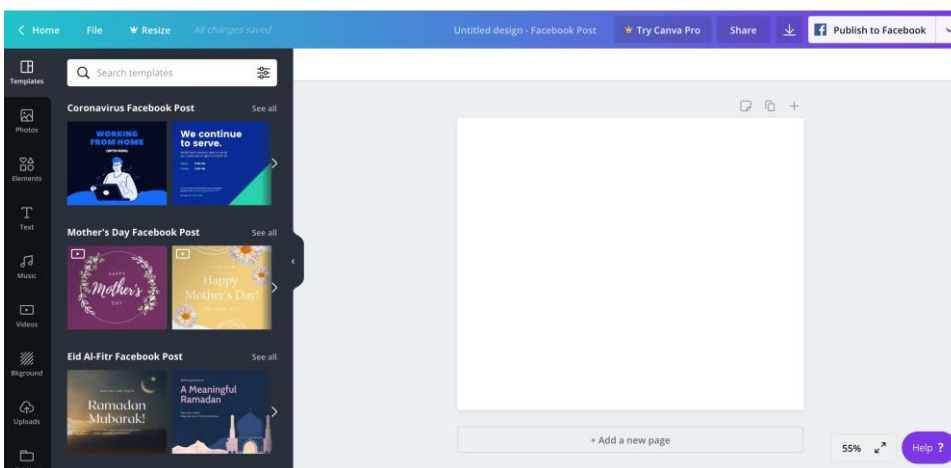 Home
File
Resize
All changes saved
Untitled design - Facebook Post
Try Canva Pro
Share
Publish to Facebook
Templates
Photos
Elements
Text
Music
Videos
Bkground
Uploads
Search templates
Coronavirus Facebook Post
See all
WORKING
FROM HOME
We continue
to serve.
Mother's Day Facebook Post
See all
HAPPY
Mother's
DAY
Happy
Mother's Day!
Eid Al-Fitr Facebook Post
See all
Ramadan
Mubarak!
A Meaningful
Ramadan
+ Add a new page
55%
Help ?